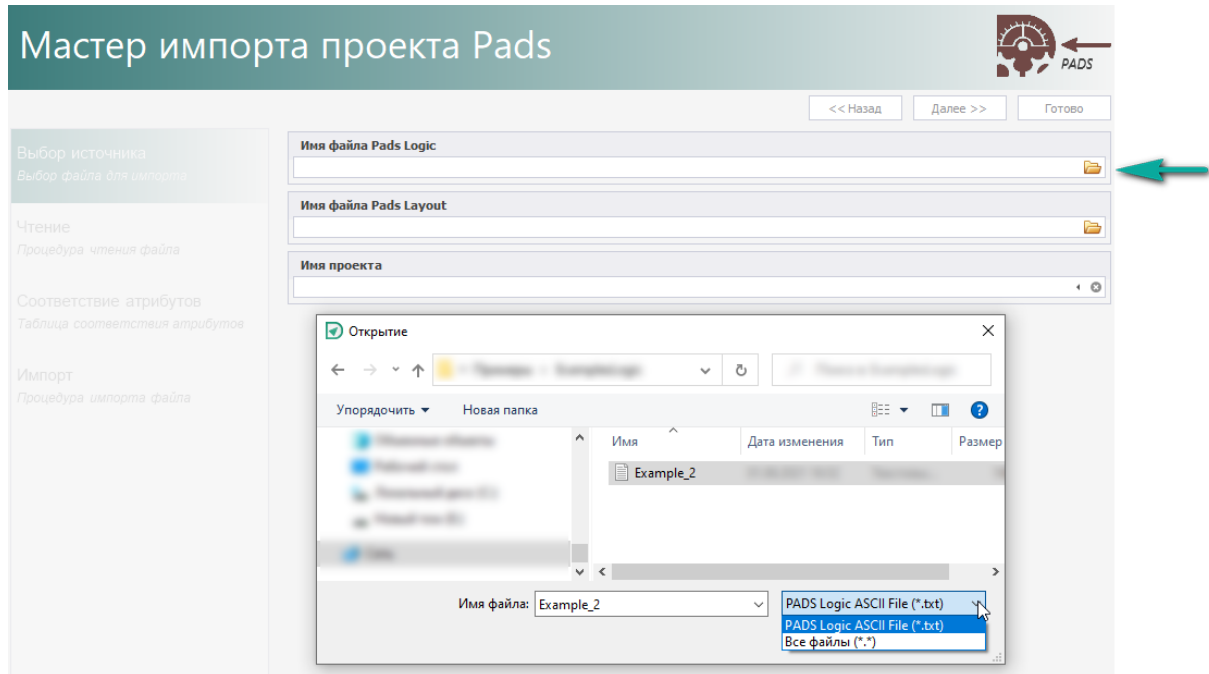 Мастер импорта проекта Pads
PADS
<< Назад
Далее >>
Готово
Выбор источника
Выбор файла для импорта
Чтение
Процедура чтения файла
Соответствие атрибутов
Таблица соответствия атрибутов
Импорт
Процедура импорта файла
Имя файла Pads Logic
Имя файла Pads Layout
Имя проекта
Открытие
Упорядочить
Новая папка
Имя
Дата изменения
Тип
Размер
Example_2
Имя файла:
Example_2
PADS Logic ASCII File (*.txt)
PADS Logic ASCII File (*.txt)
Все файлы (*.*)